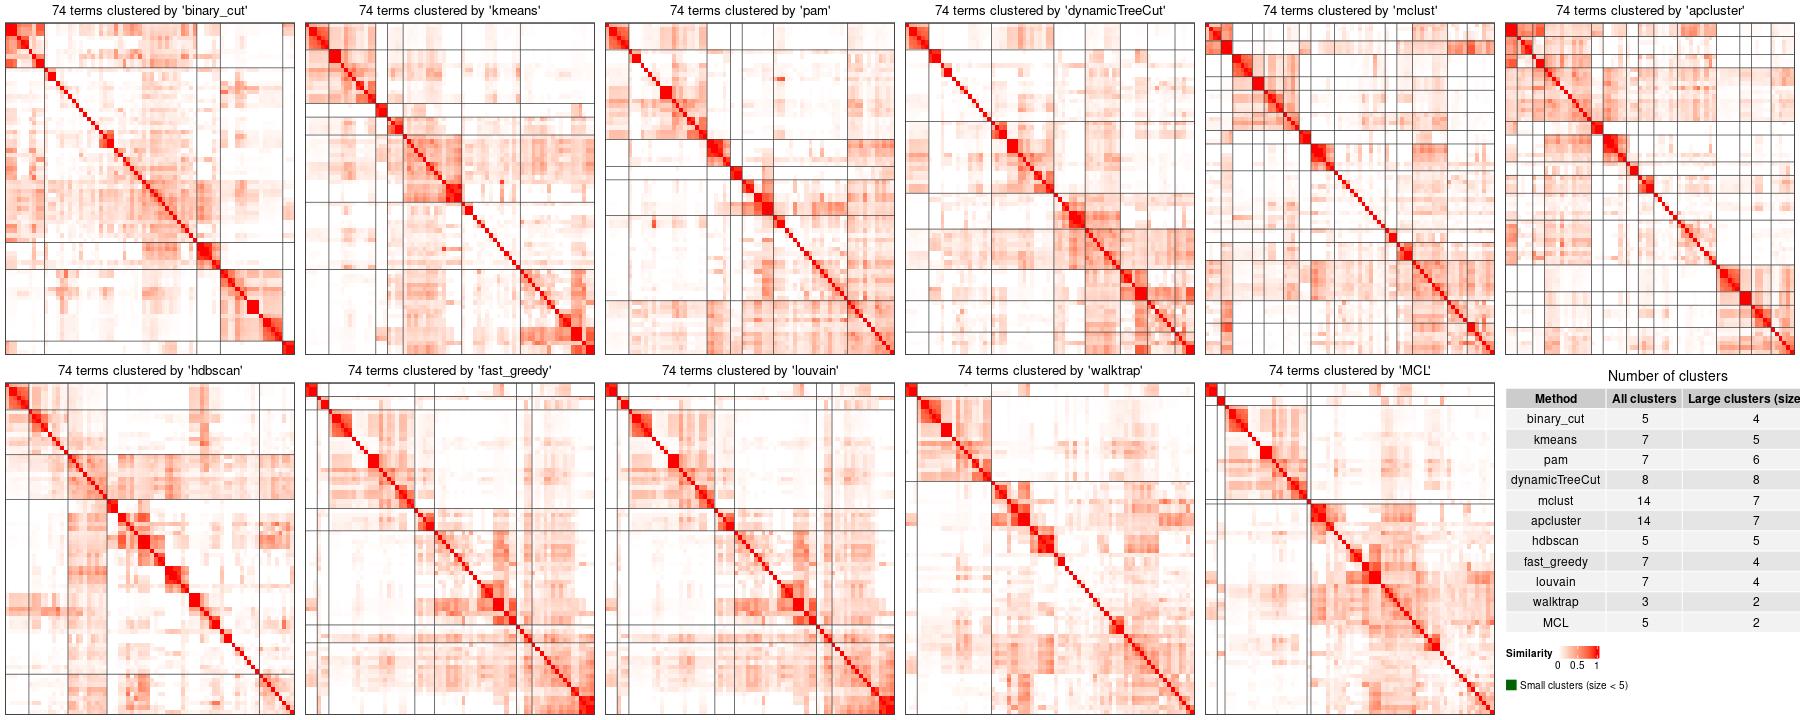 74 terms clustered by 'binary_cut'
74 terms clustered by 'kmeans'
74 terms clustered by 'pam'
74 terms clustered by 'dynamicTreeCut'
74 terms clustered by 'mclust'
74 terms clustered by 'apcluster'
74 terms clustered by 'hdbscan'
74 terms clustered by 'fast_greedy'
74 terms clustered by 'louvain'
74 terms clustered by 'walktrap'
74 terms clustered by 'MCL'
Number of clusters
Method All clusters Large clusters (size
binary_cut 5 4
kmeans 7 5
pam 7 6
dynamicTreeCut 8 8
mclust 14 7
apcluster 14 7
hdbscan 5 5
fast_greedy 7 4
louvain 7 4
walktrap 3 2
MCL 5 2
Similarity
0 0.5 1
Small clusters (size < 5)